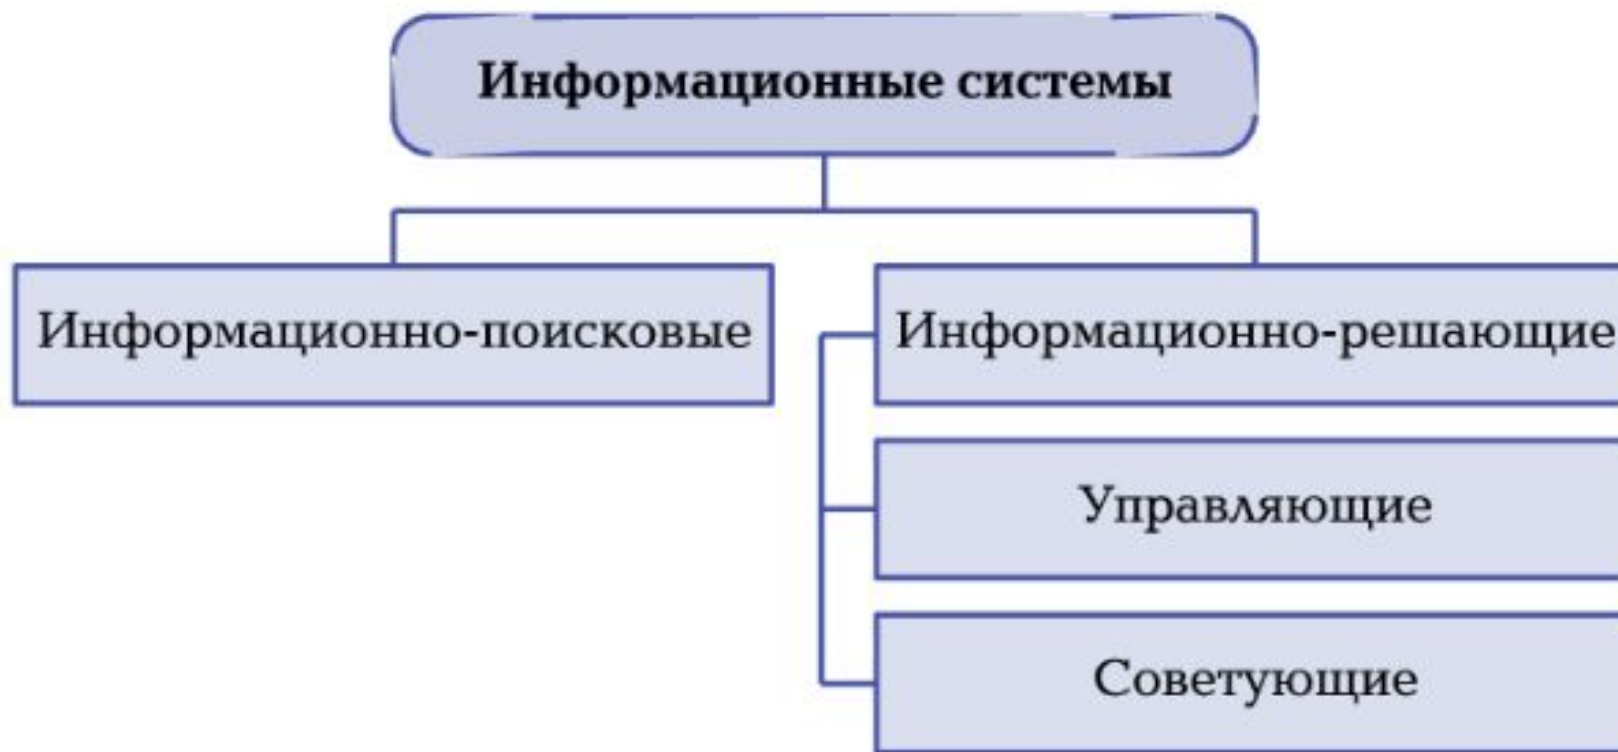 Информационные системы
Информационно-поисковые
Информационно-решающие
Управляющие
Советующие